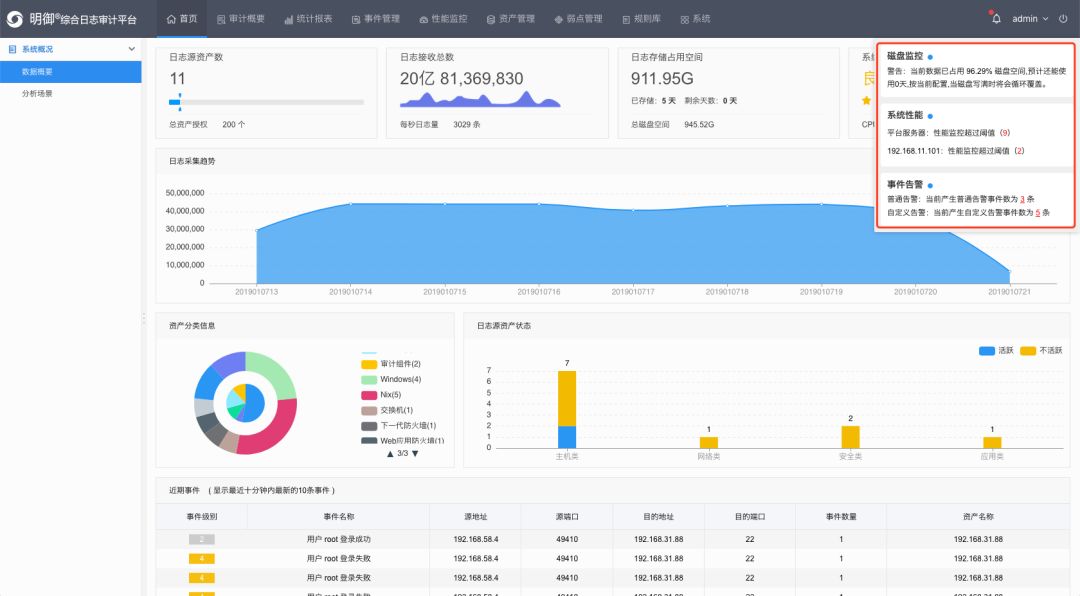 明御®综合日志审计平台
首页
审计概要
统计报表
事件管理
性能监控
资产管理
弱点管理
规则库
系统
admin
系统概况
数据概要
分析场景
日志源资产数
11
总资产授权 200 个
日志接收总数
20亿 81,369,830
每秒日志量 3029 条
日志存储占用空间
911.95G
已存储: 5 天 剩余天数: 0 天
总磁盘空间 945.52G
磁盘监控
警告: 当前数据已占用 96.29% 磁盘空间,预计还能使
用0天,按当前配置,当磁盘写满时将会循环覆盖。
系统性能
平台服务器: 性能监控超过阈值 (9)
192.168.11.101: 性能监控超过阈值 (2)
事件告警
普通告警: 当前产生普通告警事件数为 3 条
自定义告警: 当前产生自定义告警事件数为 5 条
日志采集趋势
50,000,000
40,000,000
30,000,000
20,000,000
10,000,000
0
2019010713 2019010714 2019010715 2019010716 2019010717 2019010718 2019010719 2019010720 2019010721
资产分类信息
审计组件(2)
Windows(4)
Nix(5)
交换机(1)
下一代防火墙(1)
Web应用防火墙(1)
▲ 3/3 ▼
日志源资产状态
活跃 不活跃
7
6
5
4
3
2
1
0
7
1
2
1
主机类 网络类 安全类 应用类
近期事件 ( 显示最近十分钟内最新的10条事件 )
事件级别 事件名称 源地址 源端口 目的地址 目的端口 事件数量 资产名称
2 用户 root 登录成功 192.168.58.4 49410 192.168.31.88 22 1 192.168.31.88
4 用户 root 登录失败 192.168.58.4 49410 192.168.31.88 22 1 192.168.31.88
4 用户 root 登录失败 192.168.58.4 49410 192.168.31.88 22 1 192.168.31.88